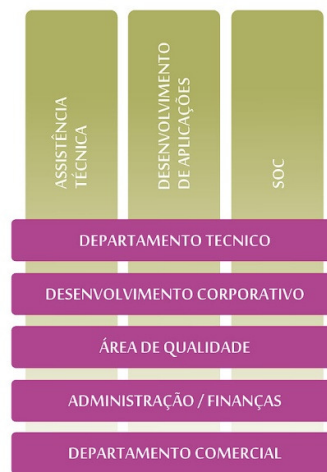 ASSISTÊNCIA
TÉCNICA
DESENVOLVIMENTO
DE APLICAÇÕES
SOC
DEPARTAMENTO TECNICO
DESENVOLVIMENTO CORPORATIVO
ÁREA DE QUALIDADE
ADMINISTRAÇÃO / FINANÇAS
DEPARTAMENTO COMERCIAL